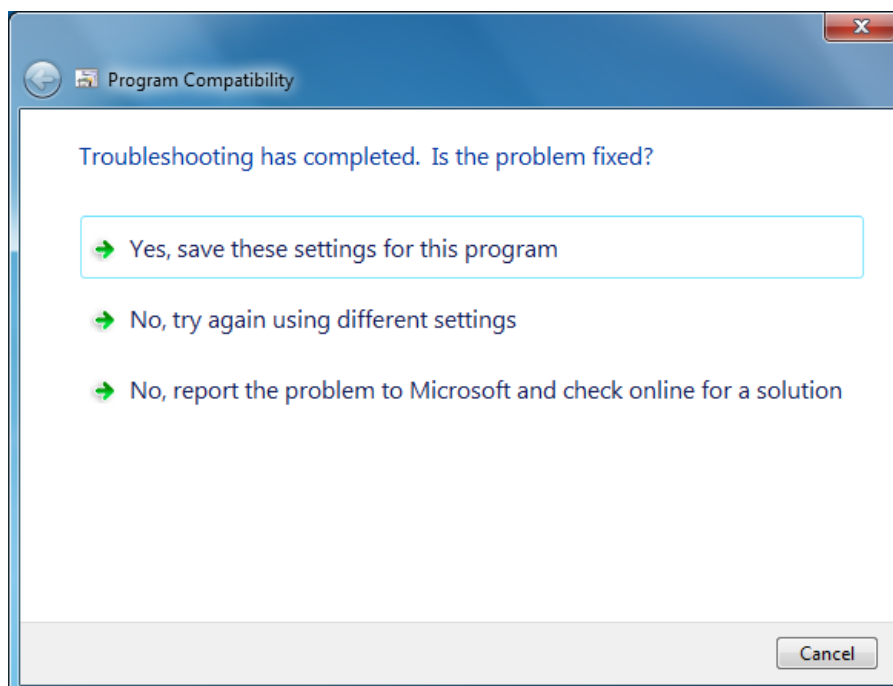 Program Compatibility
Troubleshooting has completed. Is the problem fixed?
Yes, save these settings for this program
No, try again using different settings
No, report the problem to Microsoft and check online for a solution
Cancel